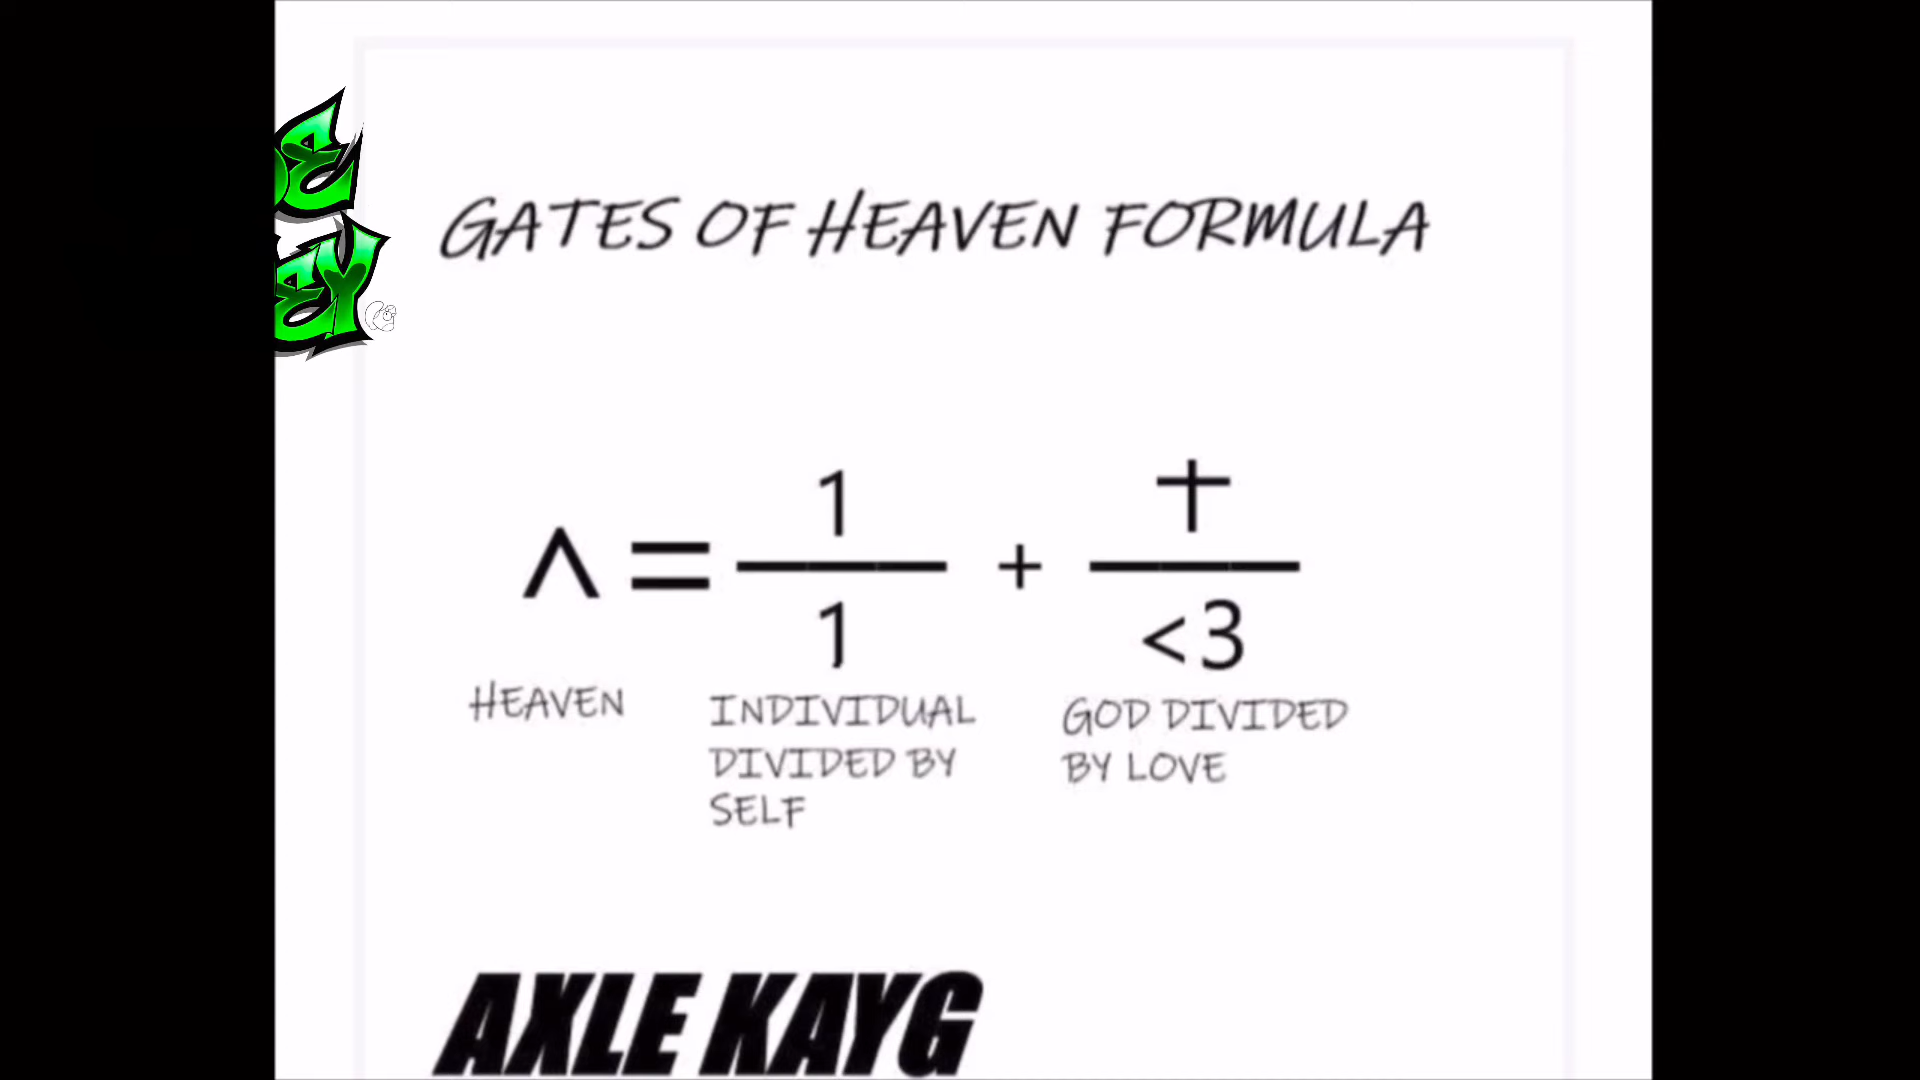 GATES OF HEAVEN FORMULA
^ = 1/1 + †/<3
HEAVEN
INDIVIDUAL
DIVIDED BY
SELF
GOD DIVIDED
BY LOVE
AXLE KAYG